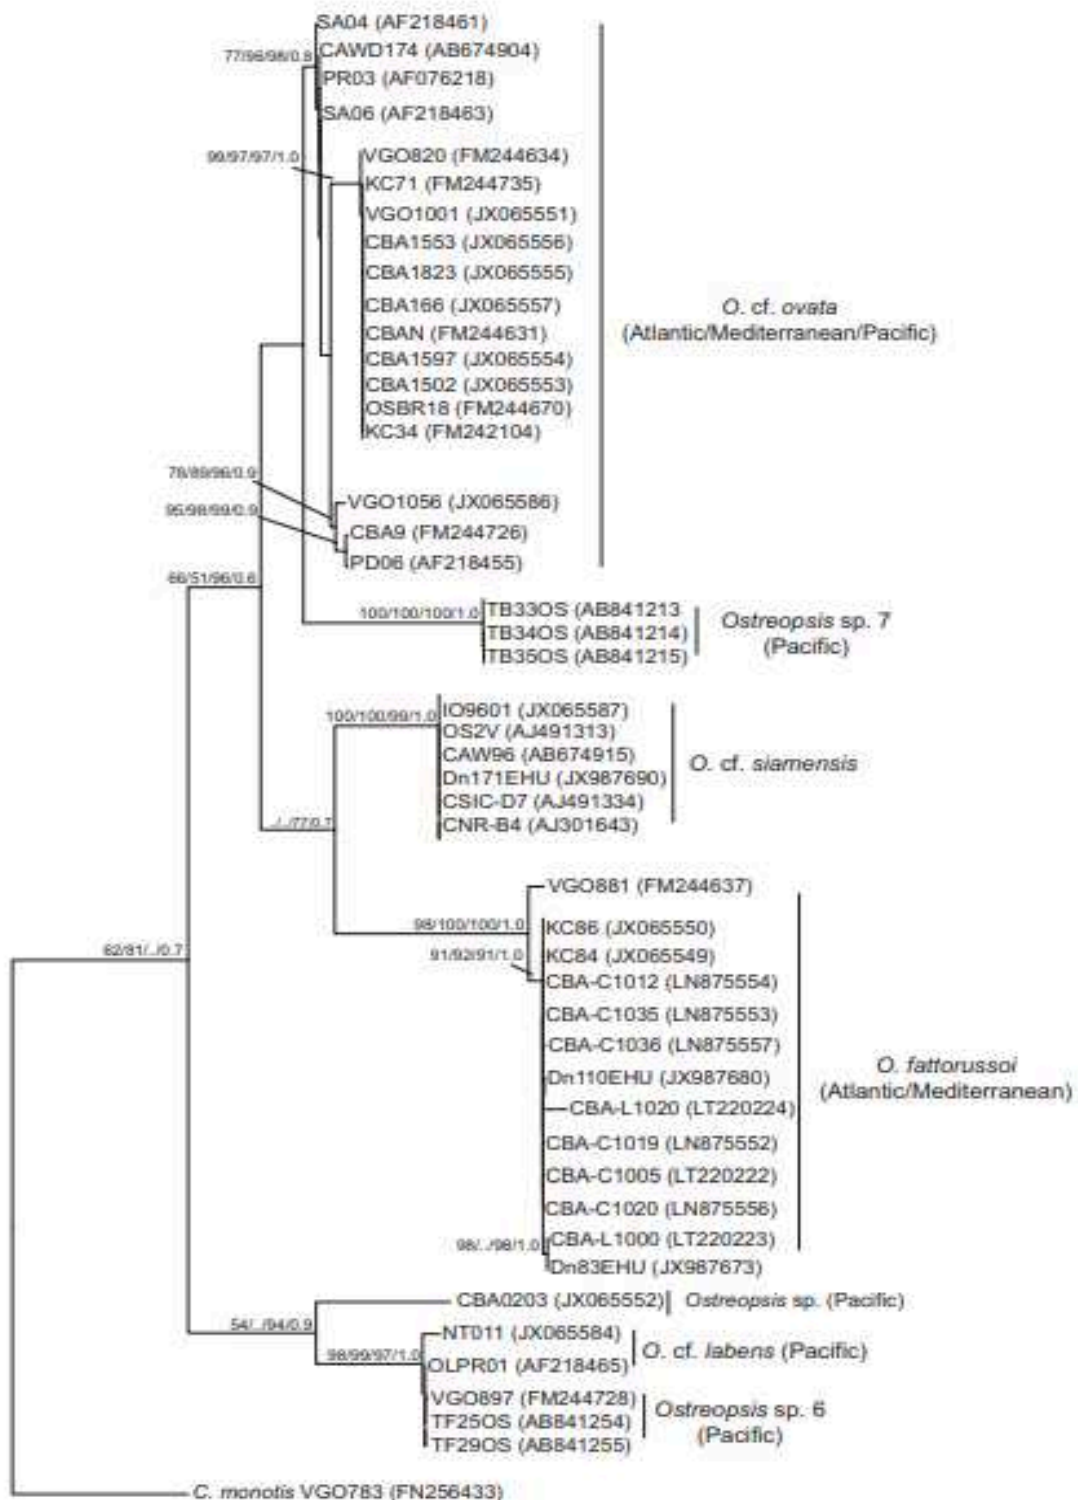 SA04 (AF218461)
77/96/98/0.8
CAWD174 (AB674904)
PR03 (AF076218)
SA06 (AF218463)
99/97/97/1.0
VGO820 (FM244634)
KC71 (FM244735)
VGO1001 (JX065551)
CBA1553 (JX065556)
CBA1823 (JX065555)
CBA166 (JX065557)
CBAN (FM244631)
CBA1597 (JX065554)
CBA1502 (JX065553)
OSBR18 (FM244670)
KC34 (FM242104)
O. cf. ovata
(Atlantic/Mediterranean/Pacific)
78/89/96/0.9
VGO1056 (JX065586)
95/98/99/0.9
CBA9 (FM244726)
PD06 (AF218455)
66/51/96/0.6
100/100/100/1.0
TB33OS (AB841213
TB34OS (AB841214)
TB35OS (AB841215)
Ostreopsis sp. 7
(Pacific)
100/100/99/1.0
IO9601 (JX065587)
OS2V (AJ491313)
CAW96 (AB674915)
Dn171EHU (JX987690)
CSIC-D7 (AJ491334)
CNR-B4 (AJ301643)
O. cf. siamensis
../../77/0.7
VGO881 (FM244637)
98/100/100/1.0
KC86 (JX065550)
91/92/91/1.0
KC84 (JX065549)
CBA-C1012 (LN875554)
CBA-C1035 (LN875553)
CBA-C1036 (LN875557)
Dn110EHU (JX987680)
CBA-L1020 (LT220224)
CBA-C1019 (LN875552)
CBA-C1005 (LT220222)
CBA-C1020 (LN875556)
98/../98/1.0
CBA-L1000 (LT220223)
Dn83EHU (JX987673)
O. fattorussoi
(Atlantic/Mediterranean)
62/81/../0.7
CBA0203 (JX065552)
Ostreopsis sp. (Pacific)
54/../94/0.9
NT011 (JX065584)
98/99/97/1.0
OLPR01 (AF218465)
O. cf. labens (Pacific)
VGO897 (FM244728)
TF25OS (AB841254)
TF29OS (AB841255)
Ostreopsis sp. 6
(Pacific)
C. monotis VGO783 (FN256433)